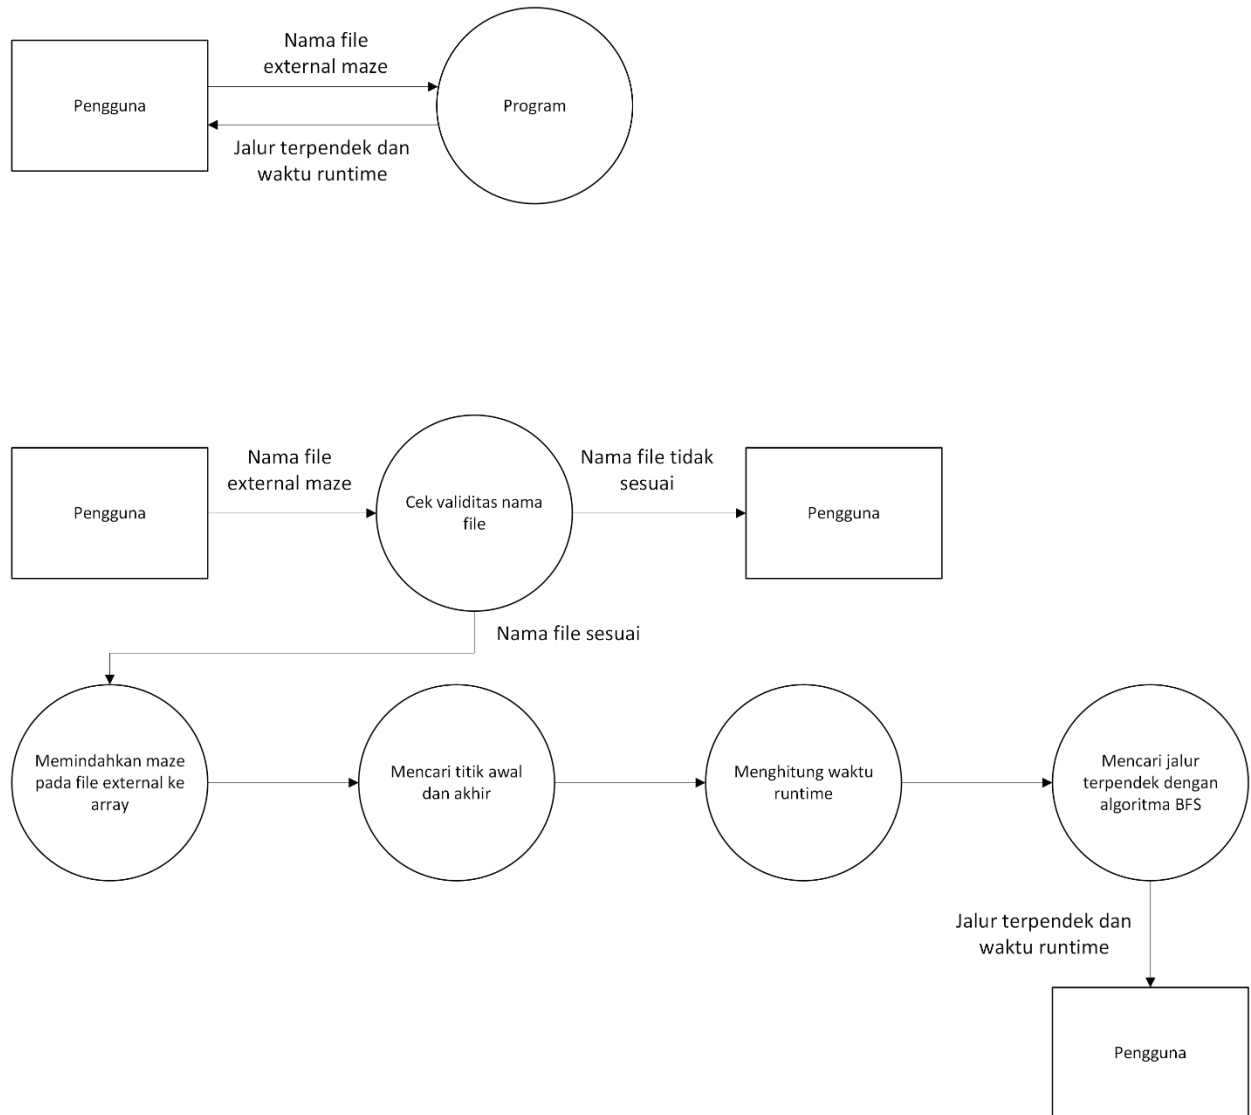 Nama file
external maze
Pengguna
Program
Jalur terpendek dan
waktu runtime
Nama file
external maze
Nama file tidak
sesuai
Pengguna
Cek validitas nama
file
Pengguna
Nama file sesuai
Memindahkan maze
pada file external ke
array
Mencari titik awal
dan akhir
Menghitung waktu
runtime
Mencari jalur
terpendek dengan
algoritma BFS
Jalur terpendek dan
waktu runtime
Pengguna